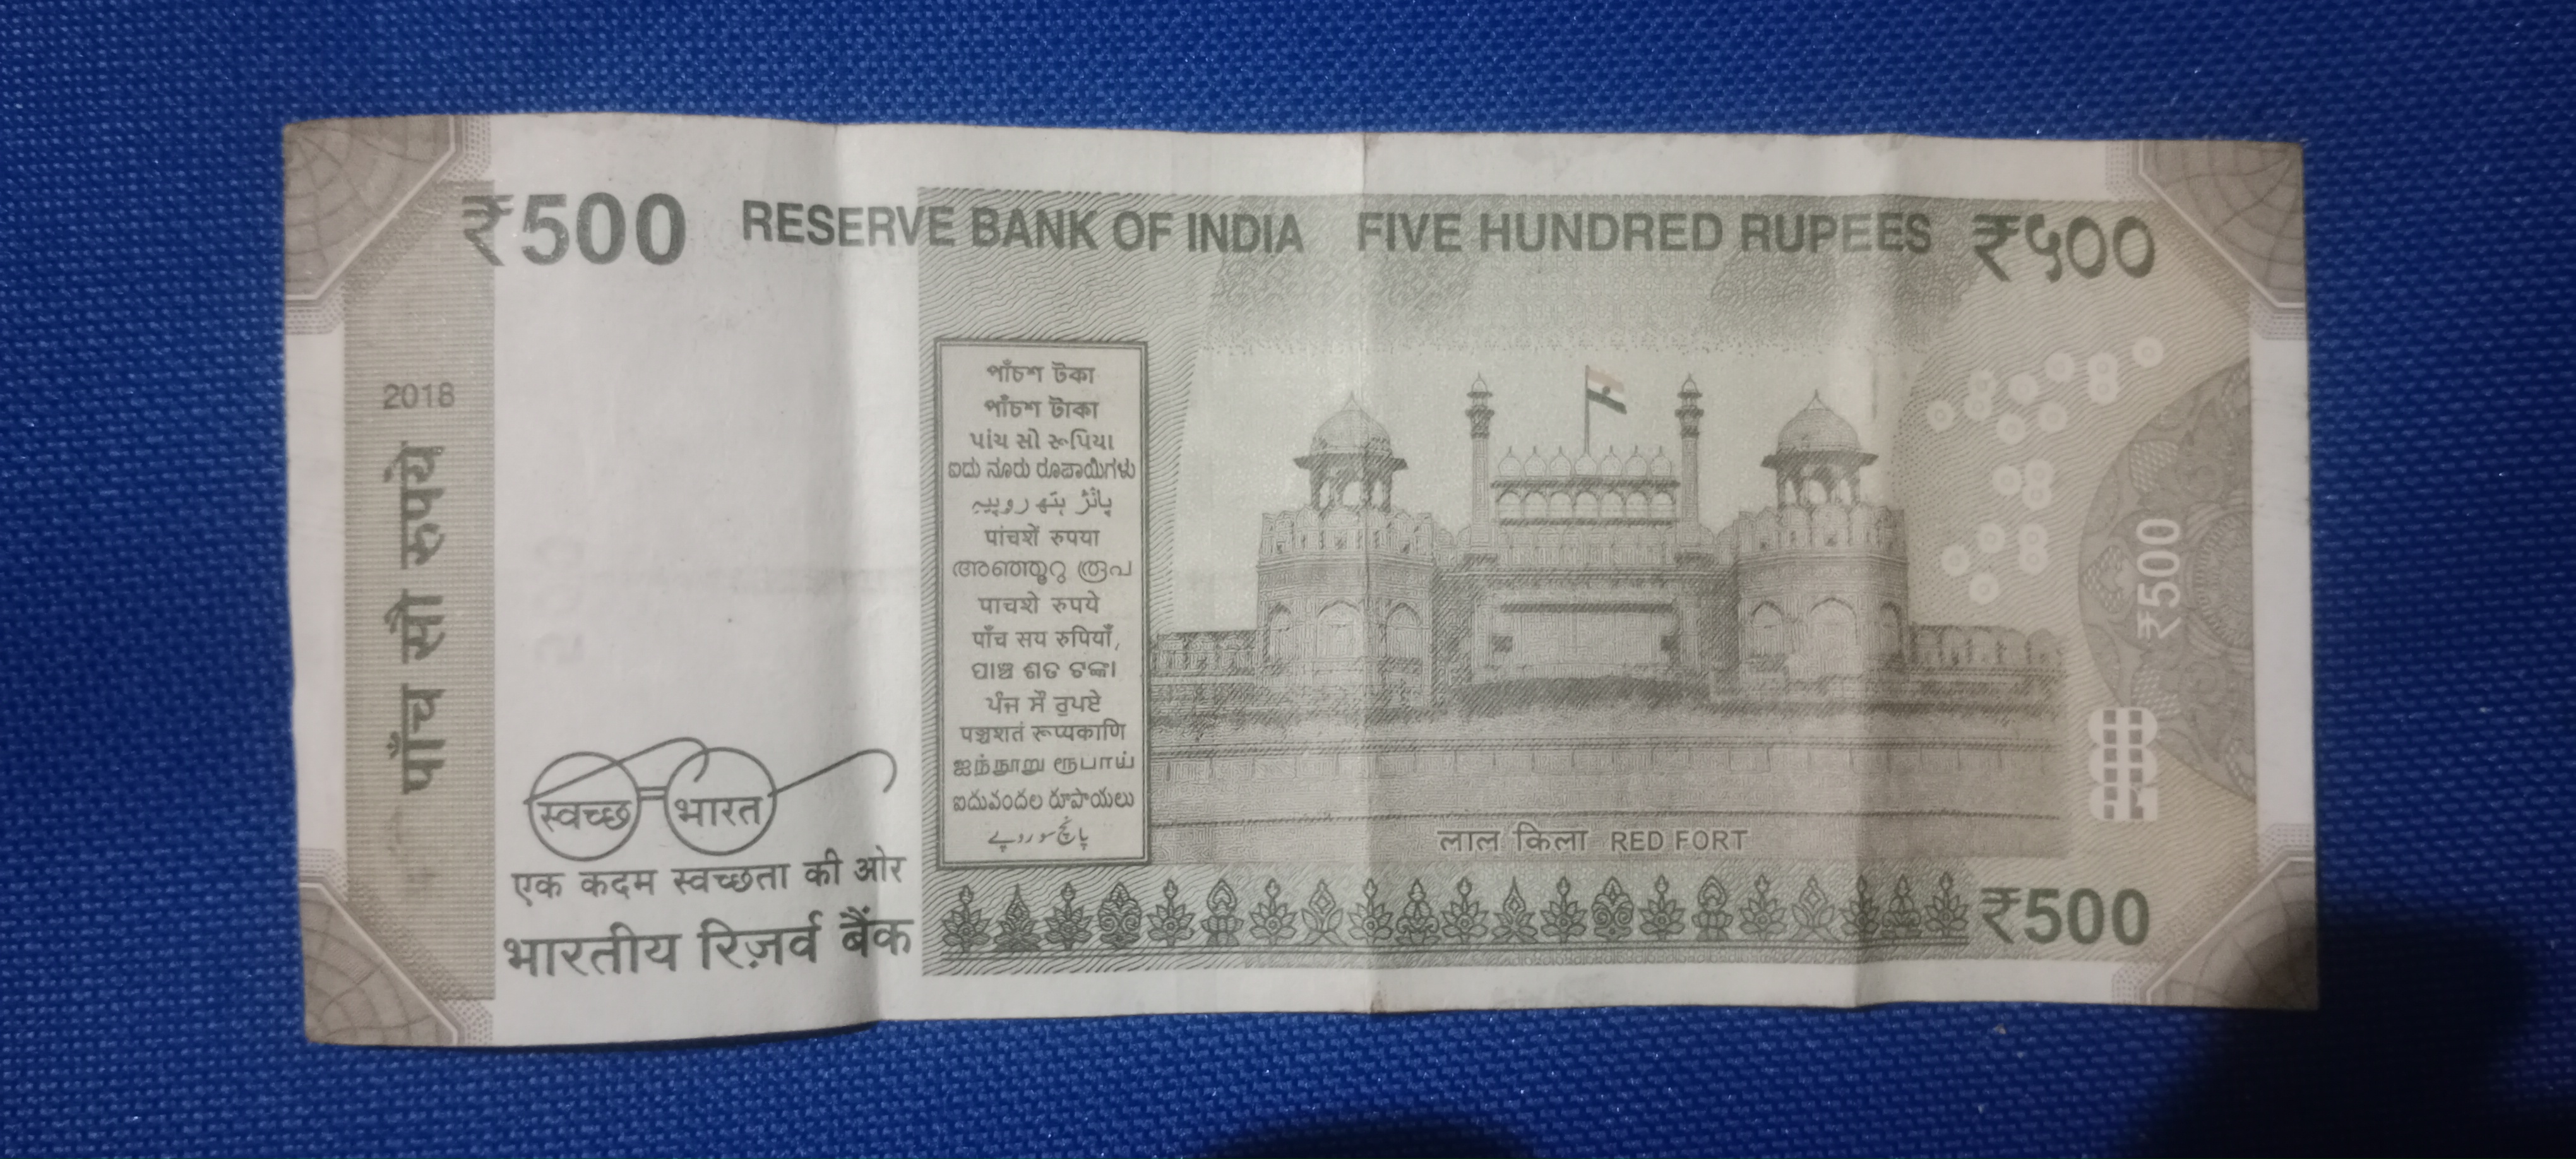 ₹500 RESERVE BANK OF INDIA FIVE HUNDRED RUPEES ₹५००
2018
पाँच सौ रुपये
পাঁচশ টকা
পাঁচশ টাকা
પાંચ સો રૂપિયા
ಐದು ನೂರು ರೂಪಾಯಿಗಳು
پانژ ہتھ روپیہ
पांचशें रुपया
അഞ്ഞൂറു രൂപ
पाचशे रुपये
पाँच सय रुपियाँ,
ପାଞ୍ଚ ଶତ ଟଙ୍କା
ਪੰਜ ਸੌ ਰੁਪਏ
पञ्चशतं रूप्यकाणि
ஐந்நூறு ரூபாய்
ఐదువందల రూపాయలు
پانچ سو روپے
₹500
स्वच्छ भारत
एक कदम स्वच्छता की ओर
भारतीय रिज़र्व बैंक
लाल किला RED FORT
₹500